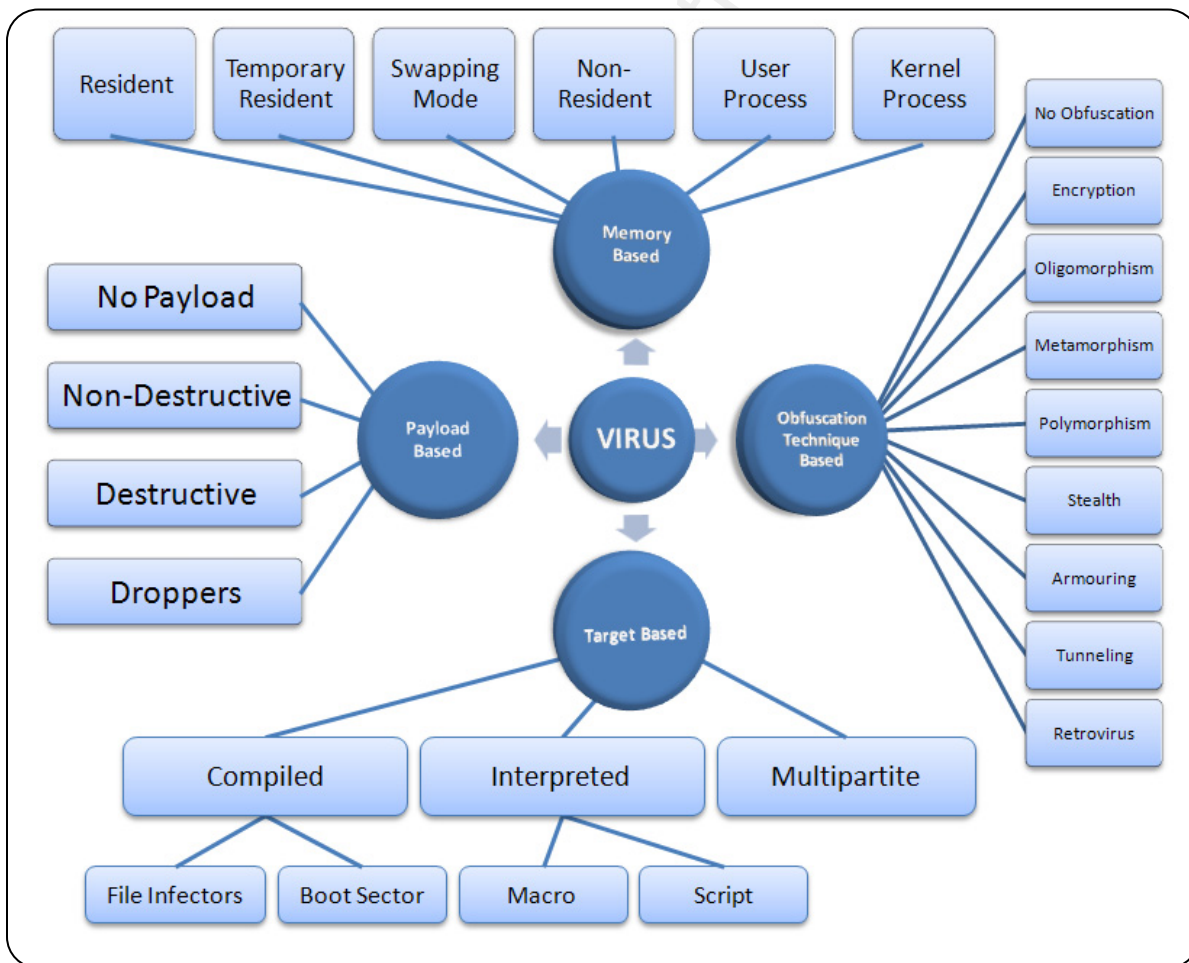 Resident
Temporary
Resident
Swapping
Mode
Non-
Resident
User
Process
Kernel
Process
Memory
Based
No Obfuscation
Encryption
Oligomorphism
Metamorphism
Polymorphism
Stealth
Armouring
Tunneling
Retrovirus
No Payload
Non-Destructive
Destructive
Droppers
Payload
Based
VIRUS
Obfuscation
Technique
Based
Target Based
Compiled
Interpreted
Multipartite
File Infectors
Boot Sector
Macro
Script